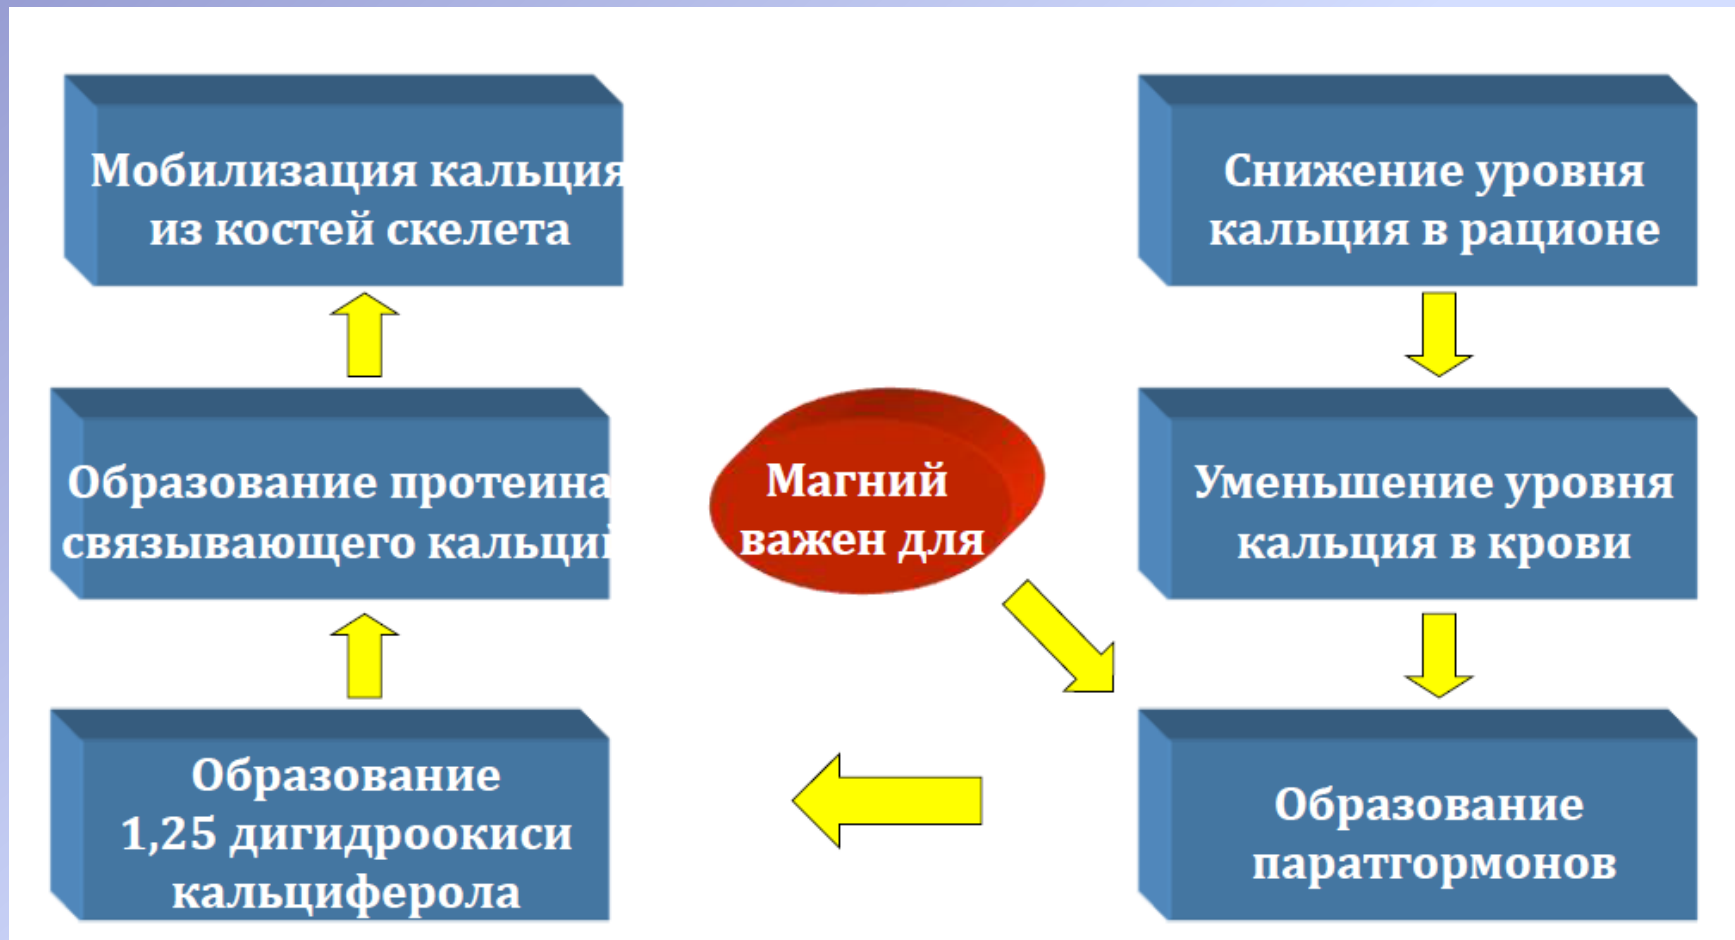 Мобилизация кальция
из костей скелета
Снижение уровня
кальция в рационе
Образование протеина
связывающего кальций
Магний
важен для
Уменьшение уровня
кальция в крови
Образование
1,25 дигидроокиси
кальциферола
Образование
паратгормонов